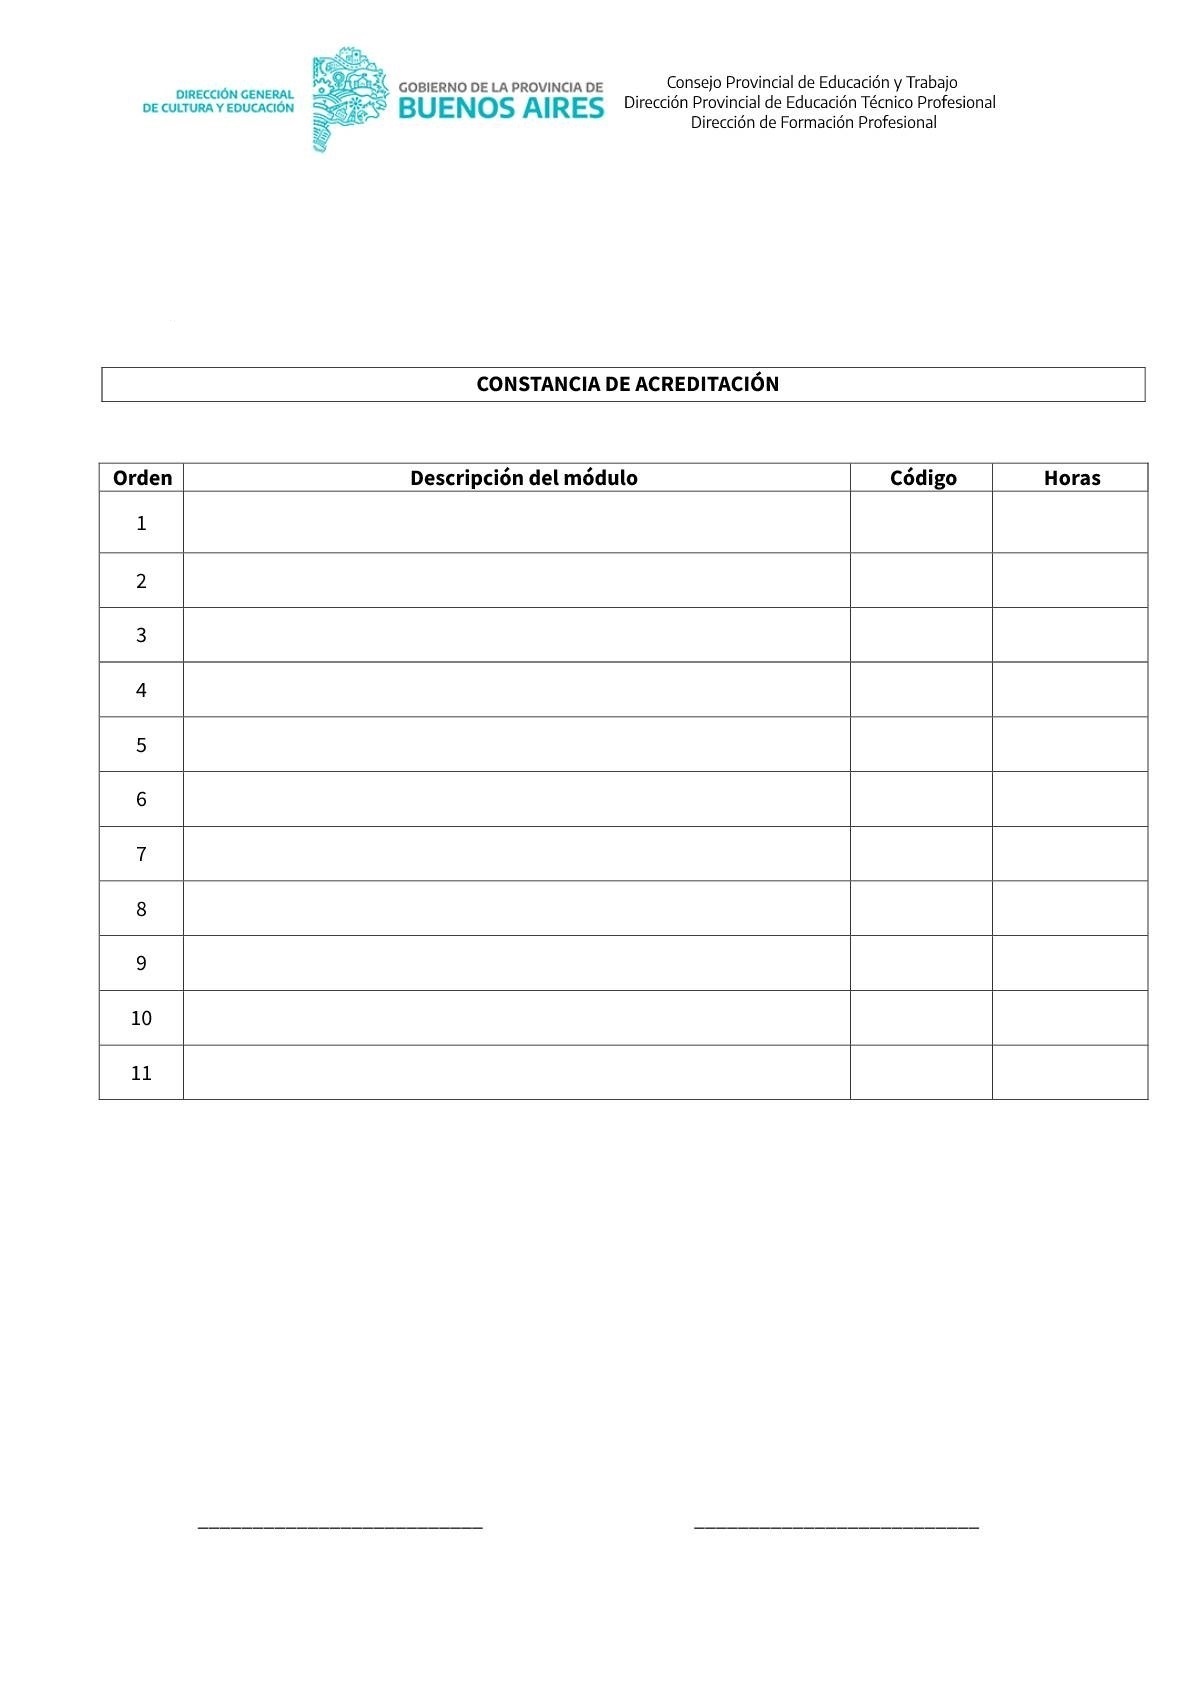 DIRECCIÓN GENERAL
DE CULTURA Y EDUCACIÓN
GOBIERNO DE LA PROVINCIA DE
BUENOS AIRES
Consejo Provincial de Educación y Trabajo
Dirección Provincial de Educación Técnico Profesional
Dirección de Formación Profesional
CONSTANCIA DE ACREDITACIÓN
Orden Descripción del módulo Código Horas
1
2
3
4
5
6
7
8
9
10
11